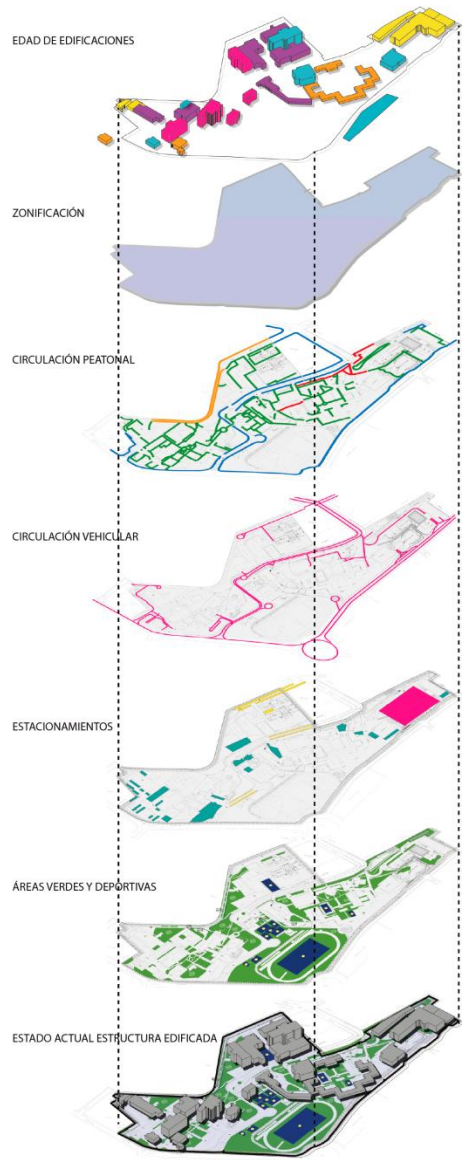 EDAD DE EDIFICACIONES
ZONIFICACIÓN
CIRCULACIÓN PEATONAL
CIRCULACIÓN VEHICULAR
ESTACIONAMIENTOS
ÁREAS VERDES Y DEPORTIVAS
ESTADO ACTUAL ESTRUCTURA EDIFICADA